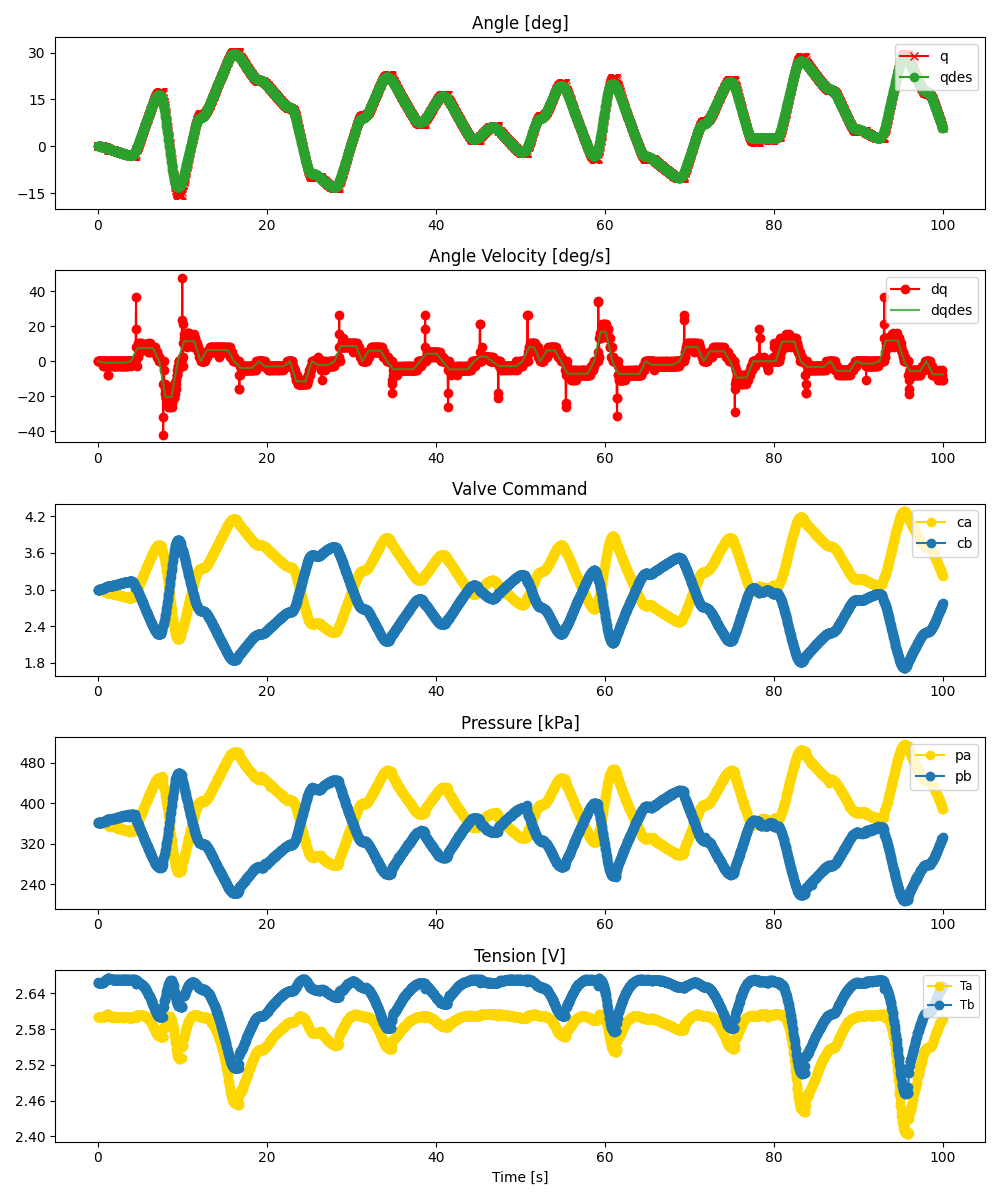 Angle [deg]
30
15
0
−15
q
qdes
0 20 40 60 80 100
Angle Velocity [deg/s]
40
20
0
−20
−40
dq
dqdes
0 20 40 60 80 100
Valve Command
4.2
3.6
3.0
2.4
1.8
ca
cb
0 20 40 60 80 100
Pressure [kPa]
480
400
320
240
pa
pb
0 20 40 60 80 100
Tension [V]
2.64
2.58
2.52
2.46
2.40
Ta
Tb
0 20 40 60 80 100
Time [s]